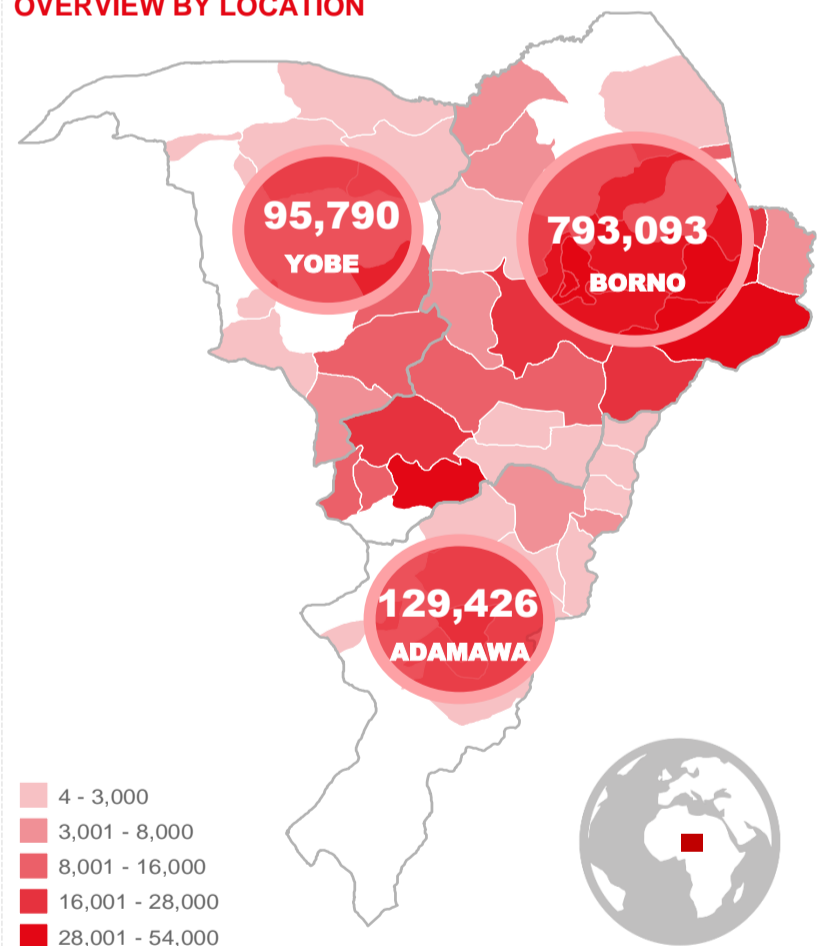 OVERVIEW BY LOCATION
95,790
YOBE
793,093
BORNO
129,426
ADAMAWA
4 - 3,000
3,001 - 8,000
8,001 - 16,000
16,001 - 28,000
28,001 - 54,000